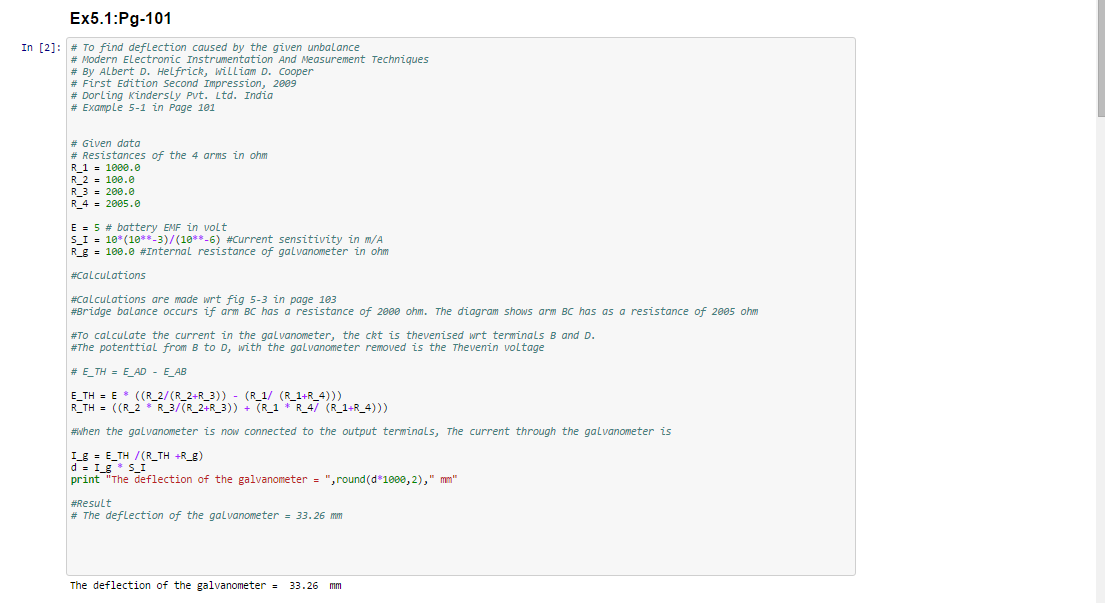 Ex5.1:Pg-101
In [2]: # To find deflection caused by the given unbalance
# Modern Electronic Instrumentation And Measurement Techniques
# By Albert D. Helfrick, William D. Cooper
# First Edition Second Impression, 2009
# Dorling Kindersly Pvt. Ltd. India
# Example 5-1 in Page 101
# Given data
# Resistances of the 4 arms in ohm
R_1 = 1000.0
R_2 = 100.0
R_3 = 200.0
R_4 = 2005.0
E = 5 # battery EMF in volt
S_I = 10*(10**-3)/(10**-6) #Current sensitivity in m/A
R_g = 100.0 #Internal resistance of galvanometer in ohm
#Calculations
#Calculations are made wrt fig 5-3 in page 103
#Bridge balance occurs if arm BC has a resistance of 2000 ohm. The diagram shows arm BC has as a resistance of 2005 ohm
#To calculate the current in the galvanometer, the ckt is thevenised wrt terminals B and D.
#The potenttial from B to D, with the galvanometer removed is the Thevenin voltage
# E_TH = E_AD - E_AB
E_TH = E * ((R_2/(R_2+R_3)) - (R_1/ (R_1+R_4)))
R_TH = ((R_2 * R_3/(R_2+R_3)) + (R_1 * R_4/ (R_1+R_4)))
#When the galvanometer is now connected to the output terminals, The current through the galvanometer is
I_g = E_TH /(R_TH +R_g)
d = I_g * S_I
print "The deflection of the galvanometer = ",round(d*1000,2)," mm"
#Result
# The deflection of the galvanometer = 33.26 mm
The deflection of the galvanometer =  33.26  mm